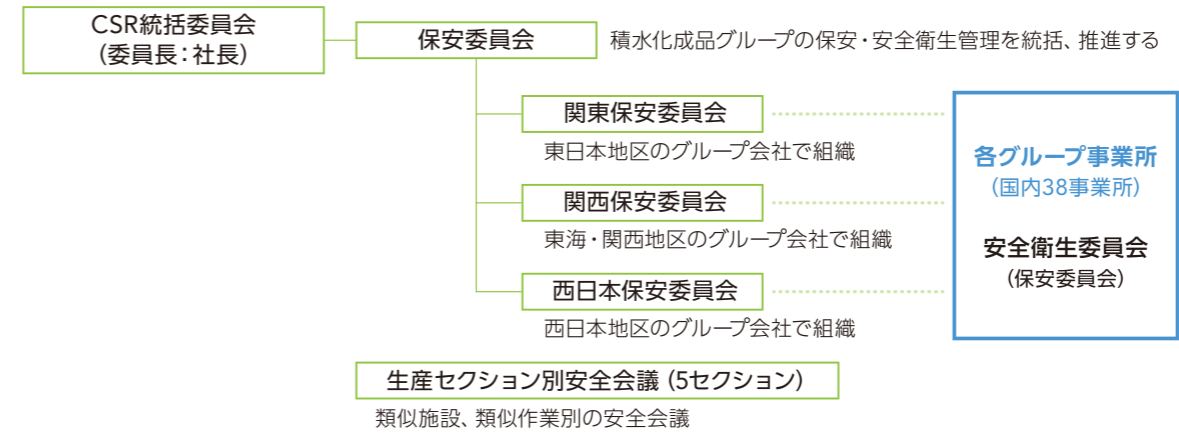 CSR統括委員会
（委員長：社長）
保安委員会
積水化成品グループの保安・安全衛生管理を統括、推進する
関東保安委員会
東日本地区のグループ会社で組織
関西保安委員会
東海・関西地区のグループ会社で組織
西日本保安委員会
西日本地区のグループ会社で組織
各グループ事業所
（国内38事業所）
安全衛生委員会
（保安委員会）
生産セクション別安全会議（5セクション）
類似施設、類似作業別の安全会議